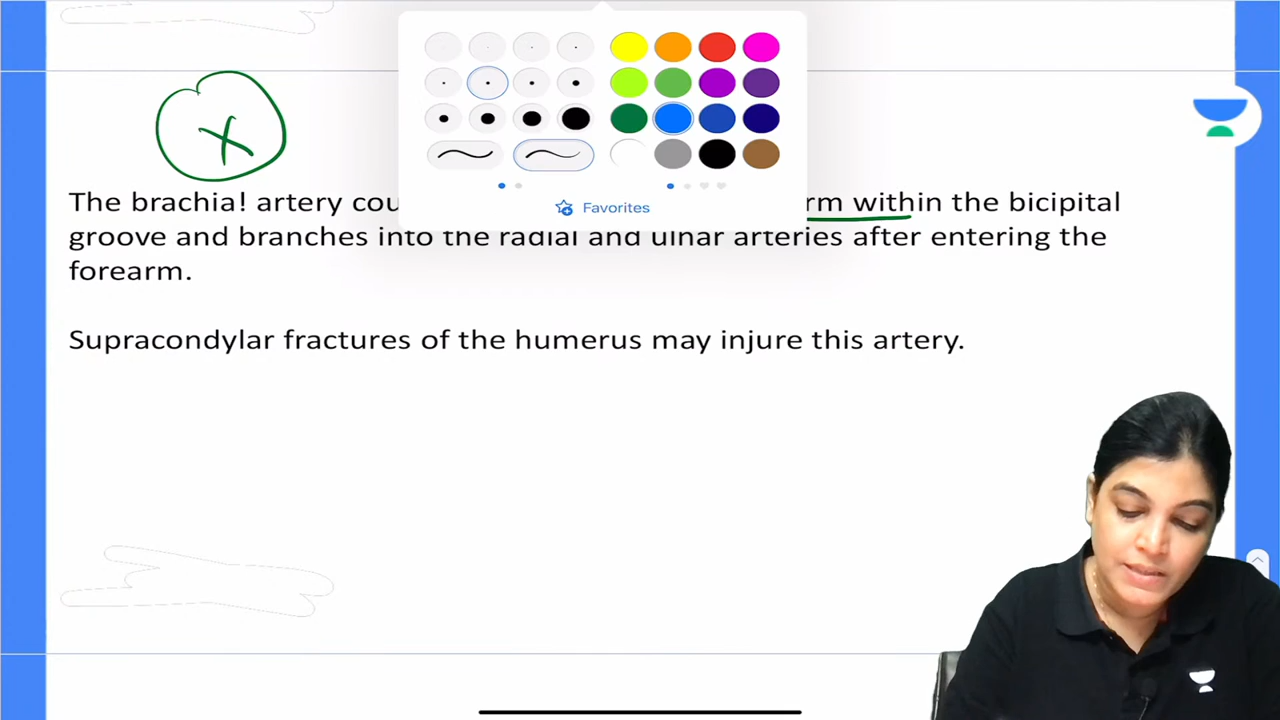 X
Favorites
The brachia! artery cou rm within the bicipital
groove and branches into the radial and ulnar arteries after entering the
forearm.
Supracondylar fractures of the humerus may injure this artery.